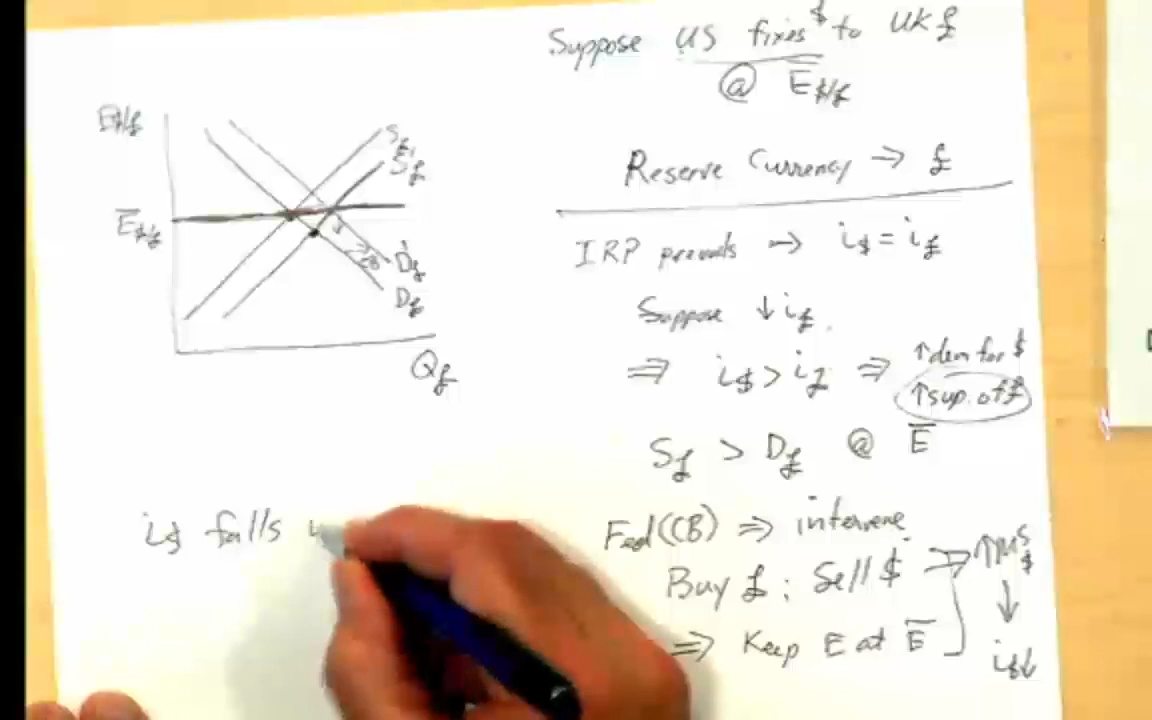 Suppose US fixes $ to UK £
@ E̅$/£
Reserve Currency → £
IRP prevails → i$ = i£
Suppose ↓i£
⇒ i$ > i£ ⇒ ↑dem for $
↑sup. of £
S£ > D£ @ E̅
Fed(CB) ⇒ intervene
Buy £ ; Sell $ ⇒ ↑Mˢ$
↓
⇒ Keep E at E̅
i$↓
E$/£
S£
S'£
E̅$/£
CB
D'£
D£
Q£
i$ falls